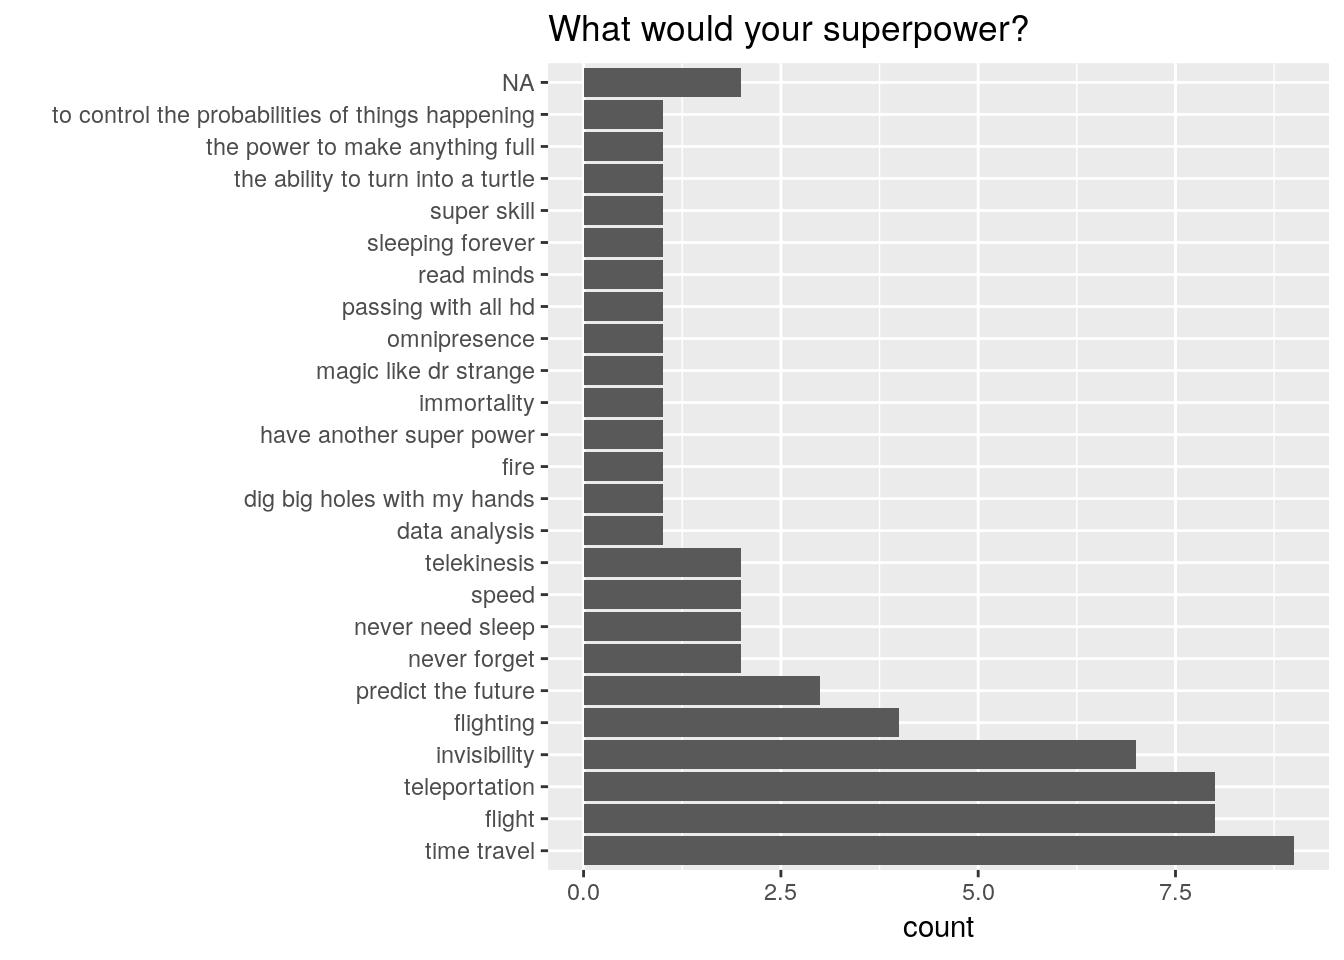 What would your superpower?
NA
to control the probabilities of things happening
the power to make anything full
the ability to turn into a turtle
super skill
sleeping forever
read minds
passing with all hd
omnipresence
magic like dr strange
immortality
have another super power
fire
dig big holes with my hands
data analysis
telekinesis
speed
never need sleep
never forget
predict the future
flighting
invisibility
teleportation
flight
time travel
0.0 2.5 5.0 7.5
count